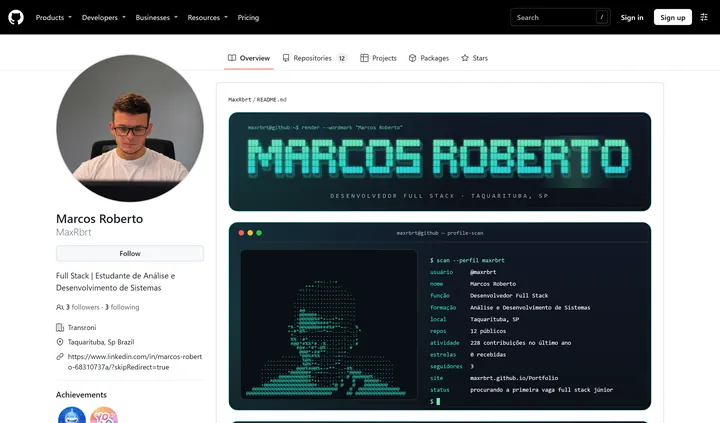 Products Developers Businesses Resources Pricing Search / Sign in Sign up
Overview Repositories 12 Projects Packages Stars
MaxRbrt / README.md
maxrbrt@github:~$ render --wordmark "Marcos Roberto"
MARCOS ROBERTO
DESENVOLVEDOR FULL STACK · TAQUARITUBA, SP
Marcos Roberto
MaxRbrt
Follow
Full Stack | Estudante de Análise e
Desenvolvimento de Sistemas
3 followers · 3 following
Transroni
Taquarituba, Sp Brazil
https://www.linkedin.com/in/marcos-robert
o-68310737a/?skipRedirect=true
Achievements
YOLO
maxrbrt@github — profile-scan
$ scan --perfil maxrbrt
usuário @maxrbrt
nome Marcos Roberto
função Desenvolvedor Full Stack
formação Análise e Desenvolvimento de Sistemas
local Taquarituba, SP
repos 12 públicos
atividade 228 contribuições no último ano
estrelas 0 recebidas
seguidores 3
site maxrbrt.github.io/Portfolio
status procurando a primeira vaga full stack júnior
$